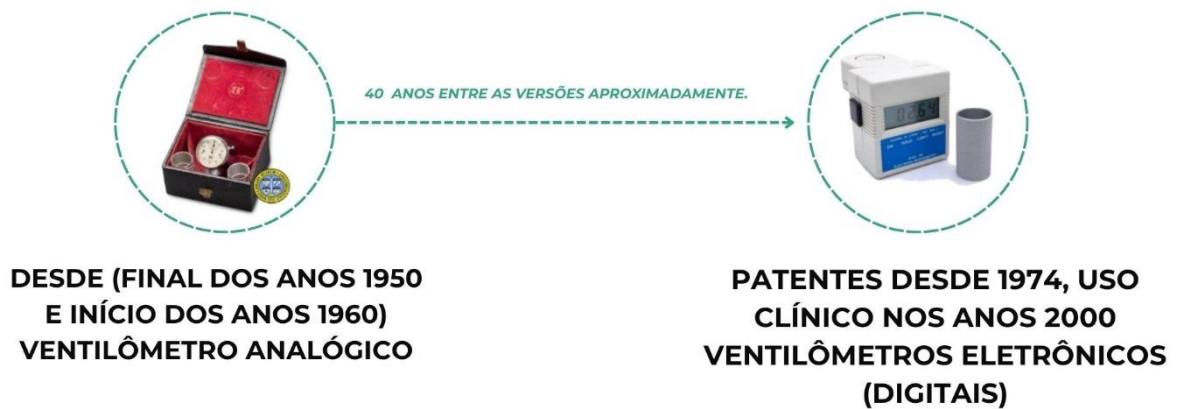 40 ANOS ENTRE AS VERSÕES APROXIMADAMENTE.
DESDE (FINAL DOS ANOS 1950
E INÍCIO DOS ANOS 1960)
VENTILÔMETRO ANALÓGICO
PATENTES DESDE 1974, USO
CLÍNICO NOS ANOS 2000
VENTILÔMETROS ELETRÔNICOS
(DIGITAIS)